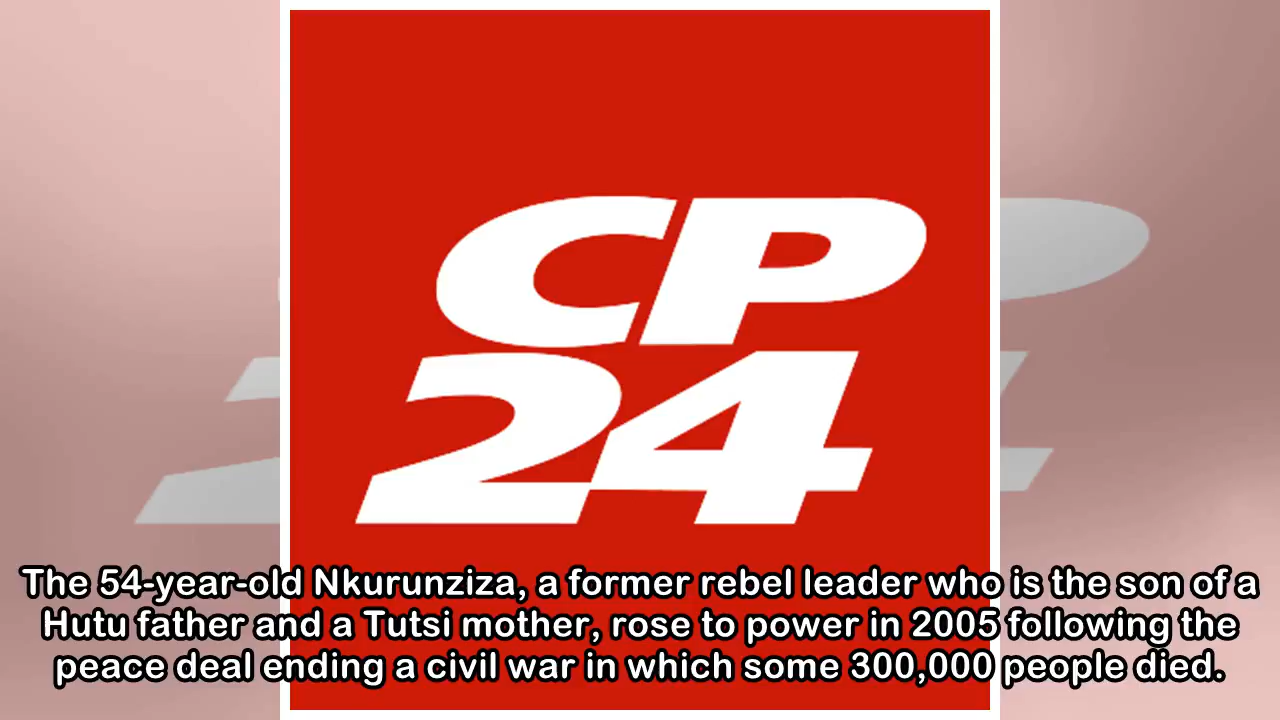 CP
24
The 54-year-old Nkurunziza, a former rebel leader who is the son of a
Hutu father and a Tutsi mother, rose to power in 2005 following the
peace deal ending a civil war in which some 300,000 people died.